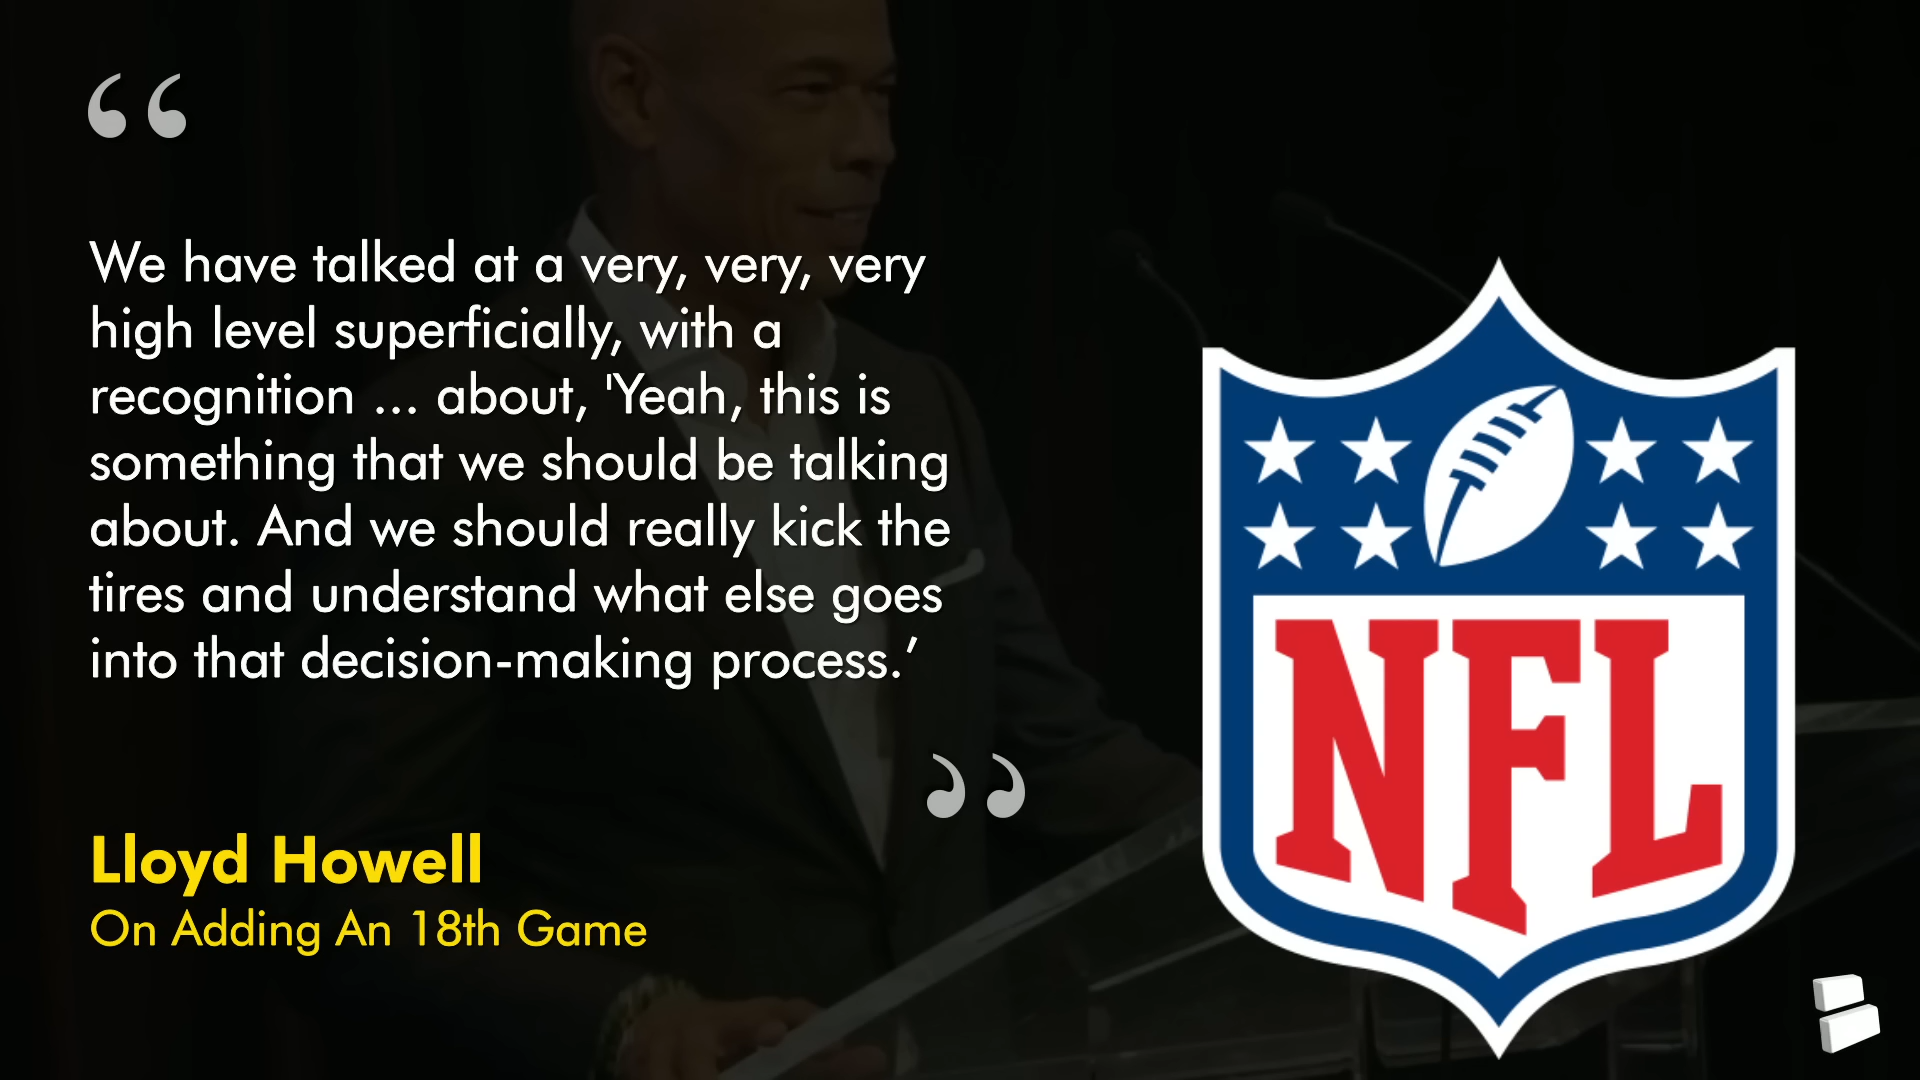 “
We have talked at a very, very, very
high level superficially, with a
recognition ... about, 'Yeah, this is
something that we should be talking
about. And we should really kick the
tires and understand what else goes
into that decision-making process.’
”
Lloyd Howell
On Adding An 18th Game
NFL